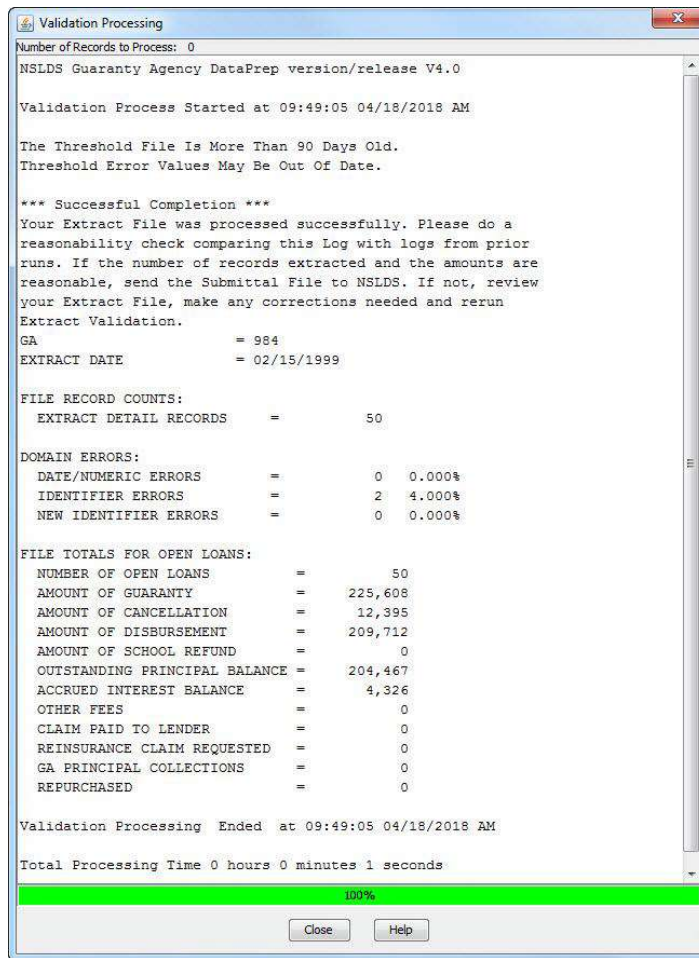 Validation Processing
Number of Records to Process: 0
NSLDS Guaranty Agency DataPrep version/release V4.0
Validation Process Started at 09:49:05 04/18/2018 AM
The Threshold File Is More Than 90 Days Old.
Threshold Error Values May Be Out Of Date.
*** Successful Completion ***
Your Extract File was processed successfully. Please do a
reasonability check comparing this Log with logs from prior
runs. If the number of records extracted and the amounts are
reasonable, send the Submittal File to NSLDS. If not, review
your Extract File, make any corrections needed and rerun
Extract Validation.
GA = 984
EXTRACT DATE = 02/15/1999
FILE RECORD COUNTS:
EXTRACT DETAIL RECORDS = 50
DOMAIN ERRORS:
DATE/NUMERIC ERRORS = 0 0.000%
IDENTIFIER ERRORS = 2 4.000%
NEW IDENTIFIER ERRORS = 0 0.000%
FILE TOTALS FOR OPEN LOANS:
NUMBER OF OPEN LOANS = 50
AMOUNT OF GUARANTY = 225,608
AMOUNT OF CANCELLATION = 12,395
AMOUNT OF DISBURSEMENT = 209,712
AMOUNT OF SCHOOL REFUND = 0
OUTSTANDING PRINCIPAL BALANCE = 204,467
ACCRUED INTEREST BALANCE = 4,326
OTHER FEES = 0
CLAIM PAID TO LENDER = 0
REINSURANCE CLAIM REQUESTED = 0
GA PRINCIPAL COLLECTIONS = 0
REPURCHASED = 0
Validation Processing Ended at 09:49:05 04/18/2018 AM
Total Processing Time 0 hours 0 minutes 1 seconds
100%
Close Help